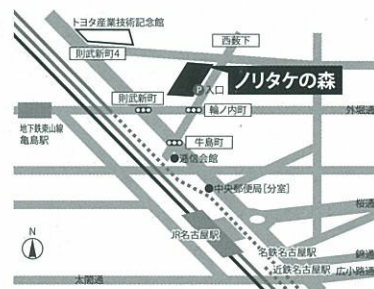 トヨタ産業技術記念館
西薮下
則武新町4
ノリタケの森
P入口
則武新町
輪ノ内町
外堀通
地下鉄東山線
亀島駅
牛島町
逓信会館
中央郵便局[分室]
桜通
N
JR名古屋駅
名鉄名古屋駅
錦通
近鉄名古屋駅
広小路通
太閤通